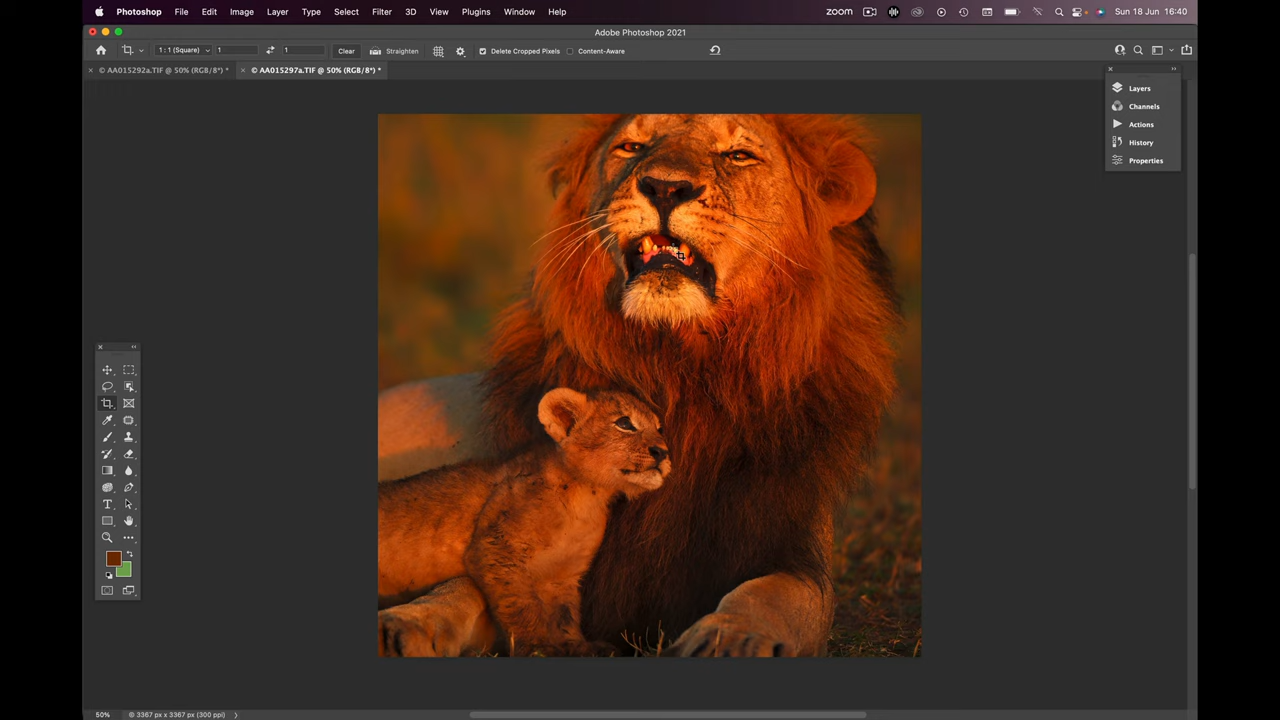 Photoshop File Edit Image Layer Type Select Filter 3D View Plugins Window Help zoom Sun 18 Jun 16:40
Adobe Photoshop 2021
1 : 1 (Square) 1 1 Clear Straighten Delete Cropped Pixels Content-Aware
© AA015292a.TIF @ 50% (RGB/8*) * © AA015297a.TIF @ 50% (RGB/8*) *
Layers
Channels
Actions
History
Properties
50% © 3367 px x 3367 px (300 ppi)